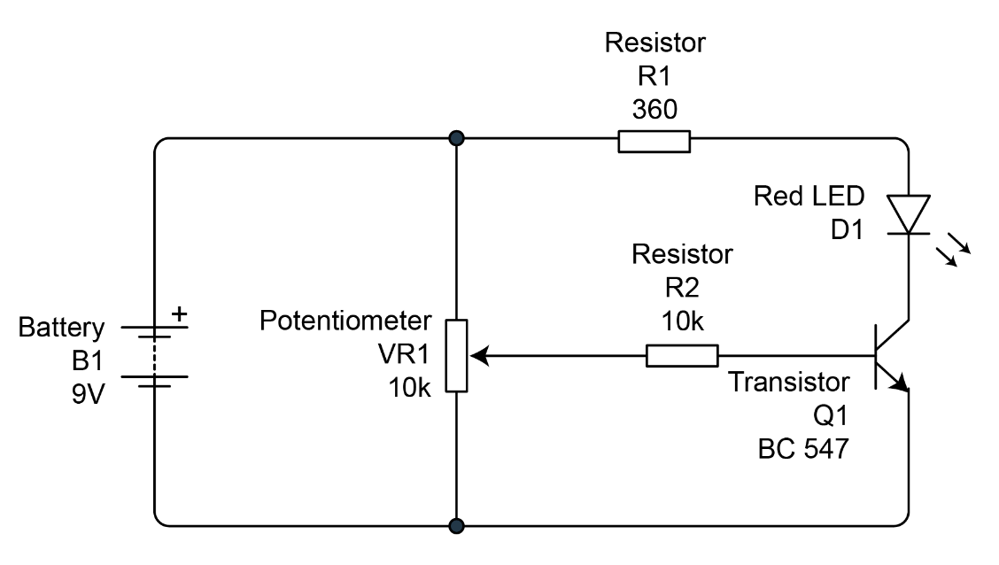 Resistor
R1
360
Red LED
D1
Resistor
R2
10k
+
Battery
B1
9V
Potentiometer
VR1
10k
Transistor
Q1
BC 547